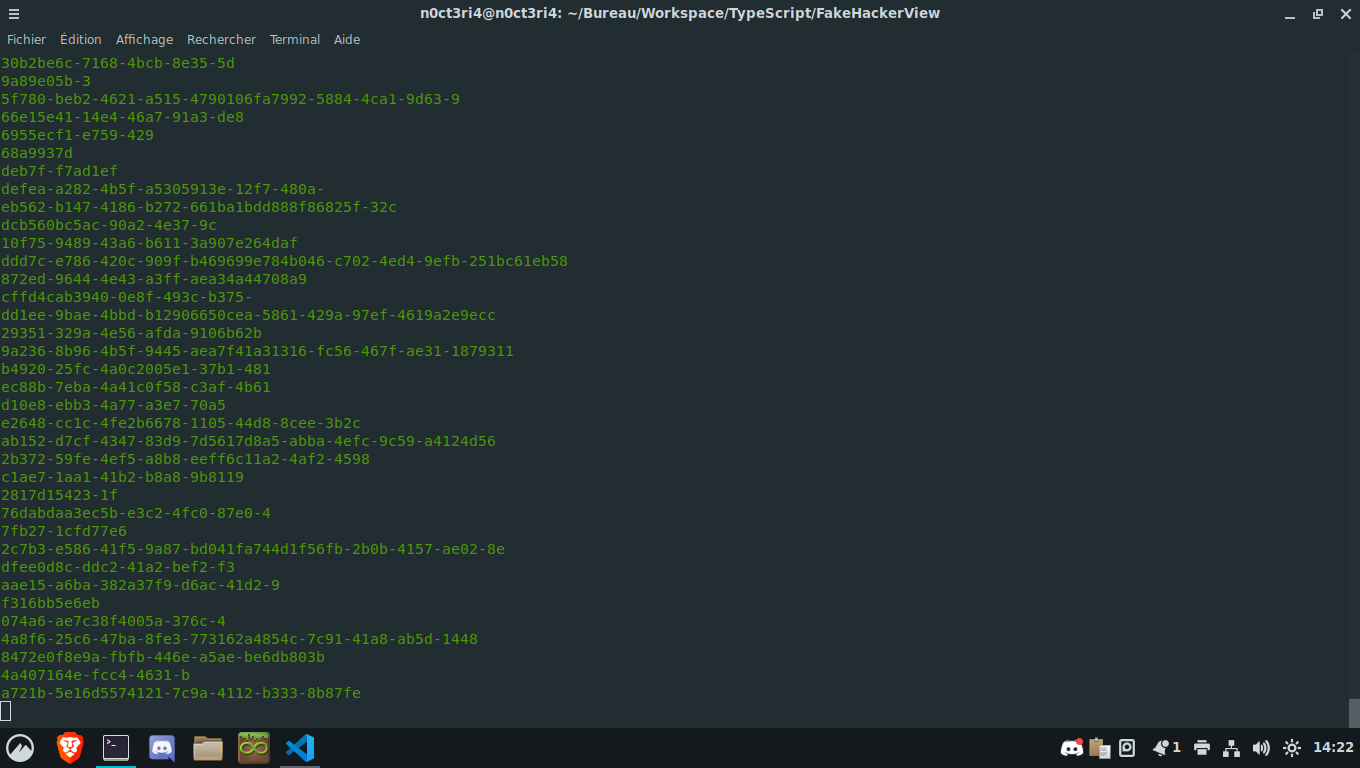 n0ct3ri4@n0ct3ri4: ~/Bureau/Workspace/TypeScript/FakeHackerView
Fichier Édition Affichage Rechercher Terminal Aide
30b2be6c-7168-4bcb-8e35-5d
9a89e05b-3
5f780-beb2-4621-a515-4790106fa7992-5884-4ca1-9d63-9
66e15e41-14e4-46a7-91a3-de8
6955ecf1-e759-429
68a9937d
deb7f-f7ad1ef
defea-a282-4b5f-a5305913e-12f7-480a-
eb562-b147-4186-b272-661ba1bdd888f86825f-32c
dcb560bc5ac-90a2-4e37-9c
10f75-9489-43a6-b611-3a907e264daf
ddd7c-e786-420c-909f-b469699e784b046-c702-4ed4-9efb-251bc61eb58
872ed-9644-4e43-a3ff-aea34a44708a9
cffd4cab3940-0e8f-493c-b375-
dd1ee-9bae-4bbd-b12906650cea-5861-429a-97ef-4619a2e9ecc
29351-329a-4e56-afda-9106b62b
9a236-8b96-4b5f-9445-aea7f41a31316-fc56-467f-ae31-1879311
b4920-25fc-4a0c2005e1-37b1-481
ec88b-7eba-4a41c0f58-c3af-4b61
d10e8-ebb3-4a77-a3e7-70a5
e2648-cc1c-4fe2b6678-1105-44d8-8cee-3b2c
ab152-d7cf-4347-83d9-7d5617d8a5-abba-4efc-9c59-a4124d56
2b372-59fe-4ef5-a8b8-eeff6c11a2-4af2-4598
c1ae7-1aa1-41b2-b8a8-9b8119
2817d15423-1f
76dabdaa3ec5b-e3c2-4fc0-87e0-4
7fb27-1cfd77e6
2c7b3-e586-41f5-9a87-bd041fa744d1f56fb-2b0b-4157-ae02-8e
dfee0d8c-ddc2-41a2-bef2-f3
aae15-a6ba-382a37f9-d6ac-41d2-9
f316bb5e6eb
074a6-ae7c38f4005a-376c-4
4a8f6-25c6-47ba-8fe3-773162a4854c-7c91-41a8-ab5d-1448
8472e0f8e9a-fbfb-446e-a5ae-be6db803b
4a407164e-fcc4-4631-b
a721b-5e16d5574121-7c9a-4112-b333-8b87fe
1 14:22